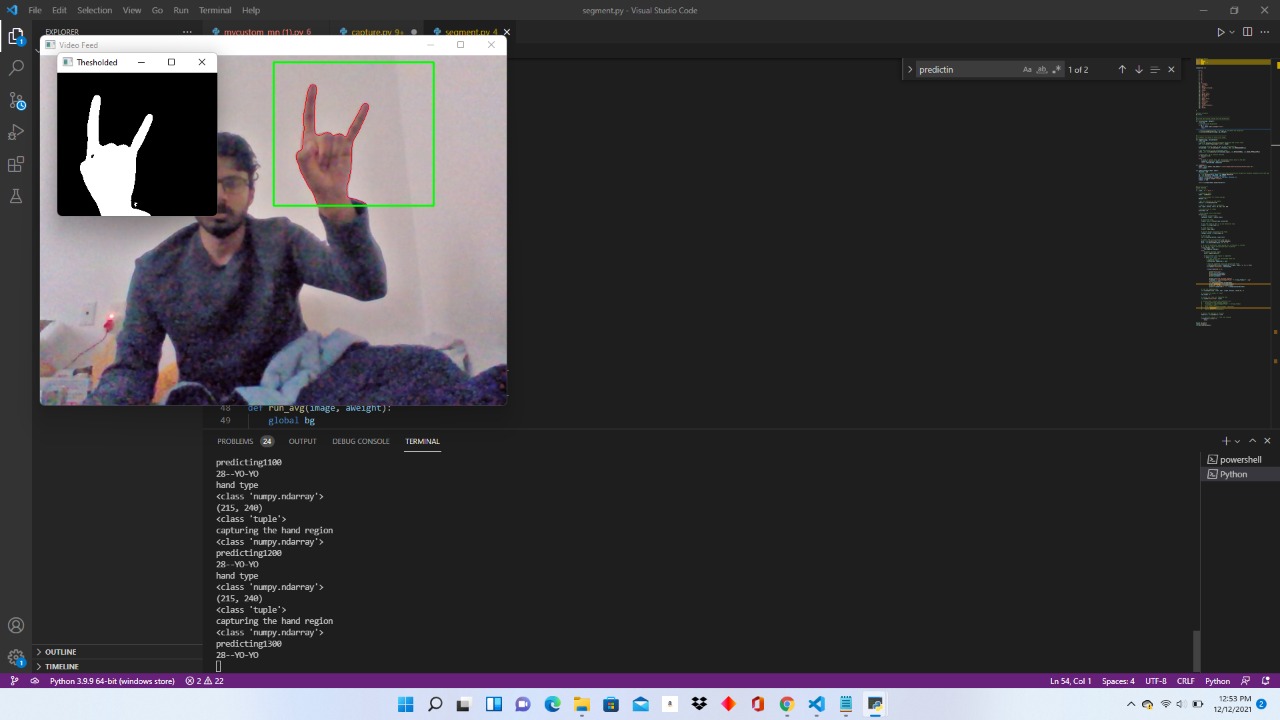 File Edit Selection View Go Run Terminal Help
segment.py - Visual Studio Code
EXPLORER
mycustom_mn (1).py 6
capture.py 9+
segment.py 4
Video Feed
Thesholded
predictin
Aa
ab
1 of 2
48 def run_avg(image, aWeight):
49 global bg
PROBLEMS 24 OUTPUT DEBUG CONSOLE TERMINAL
predicting1100
28--YO-YO
hand type
<class 'numpy.ndarray'>
(215, 240)
<class 'tuple'>
capturing the hand region
<class 'numpy.ndarray'>
predicting1200
28--YO-YO
hand type
<class 'numpy.ndarray'>
(215, 240)
<class 'tuple'>
capturing the hand region
<class 'numpy.ndarray'>
predicting1300
28--YO-YO
powershell
Python
OUTLINE
TIMELINE
Python 3.9.9 64-bit (windows store) 2 22
Ln 54, Col 1 Spaces: 4 UTF-8 CRLF Python
12:53 PM
12/12/2021
2